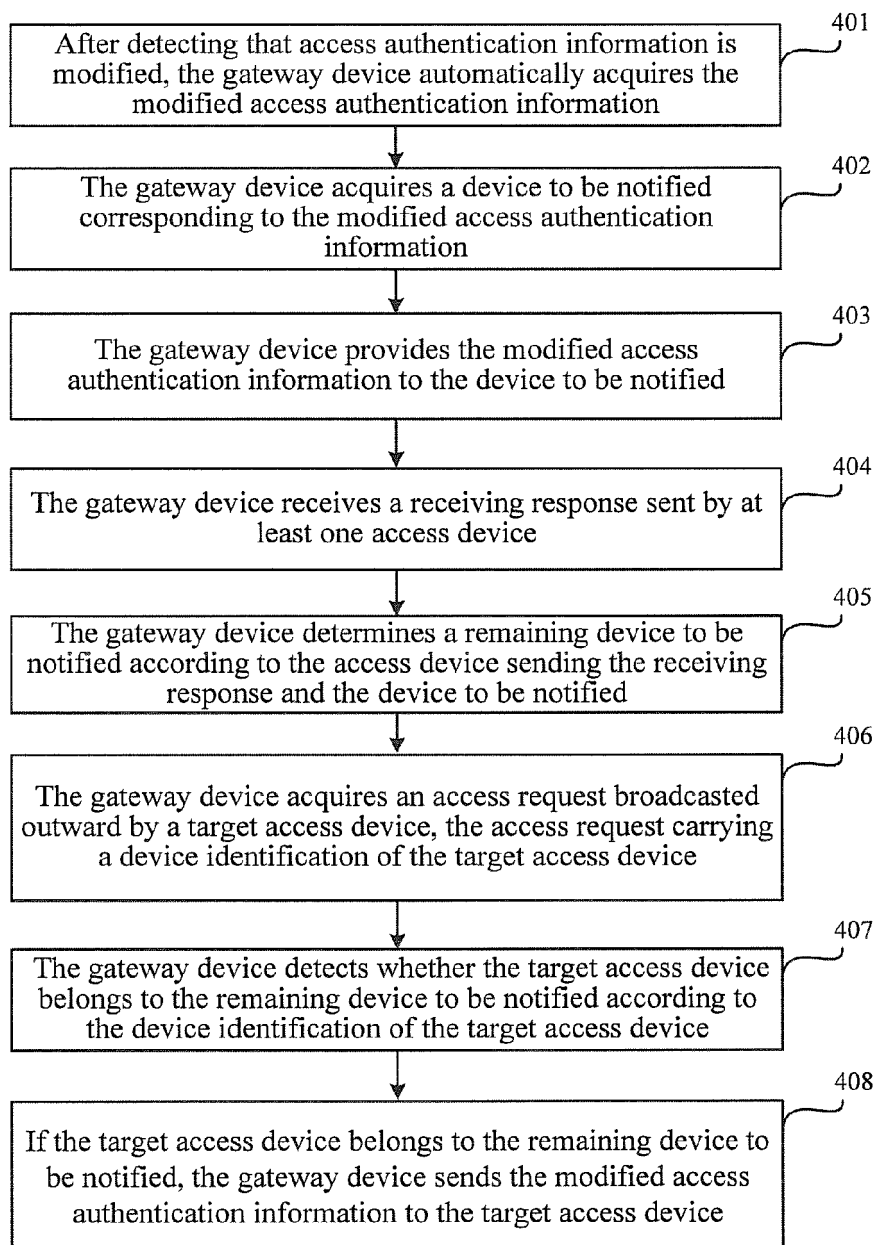 401
After detecting that access authentication information is
modified, the gateway device automatically acquires the
modified access authentication information
402
The gateway device acquires a device to be notified
corresponding to the modified access authentication
information
403
The gateway device provides the modified access
authentication information to the device to be notified
404
The gateway device receives a receiving response sent by at
least one access device
405
The gateway device determines a remaining device to be
notified according to the access device sending the receiving
response and the device to be notified
406
The gateway device acquires an access request broadcasted
outward by a target access device, the access request carrying
a device identification of the target access device
407
The gateway device detects whether the target access device
belongs to the remaining device to be notified according to
the device identification of the target access device
408
If the target access device belongs to the remaining device to
be notified, the gateway device sends the modified access
authentication information to the target access device